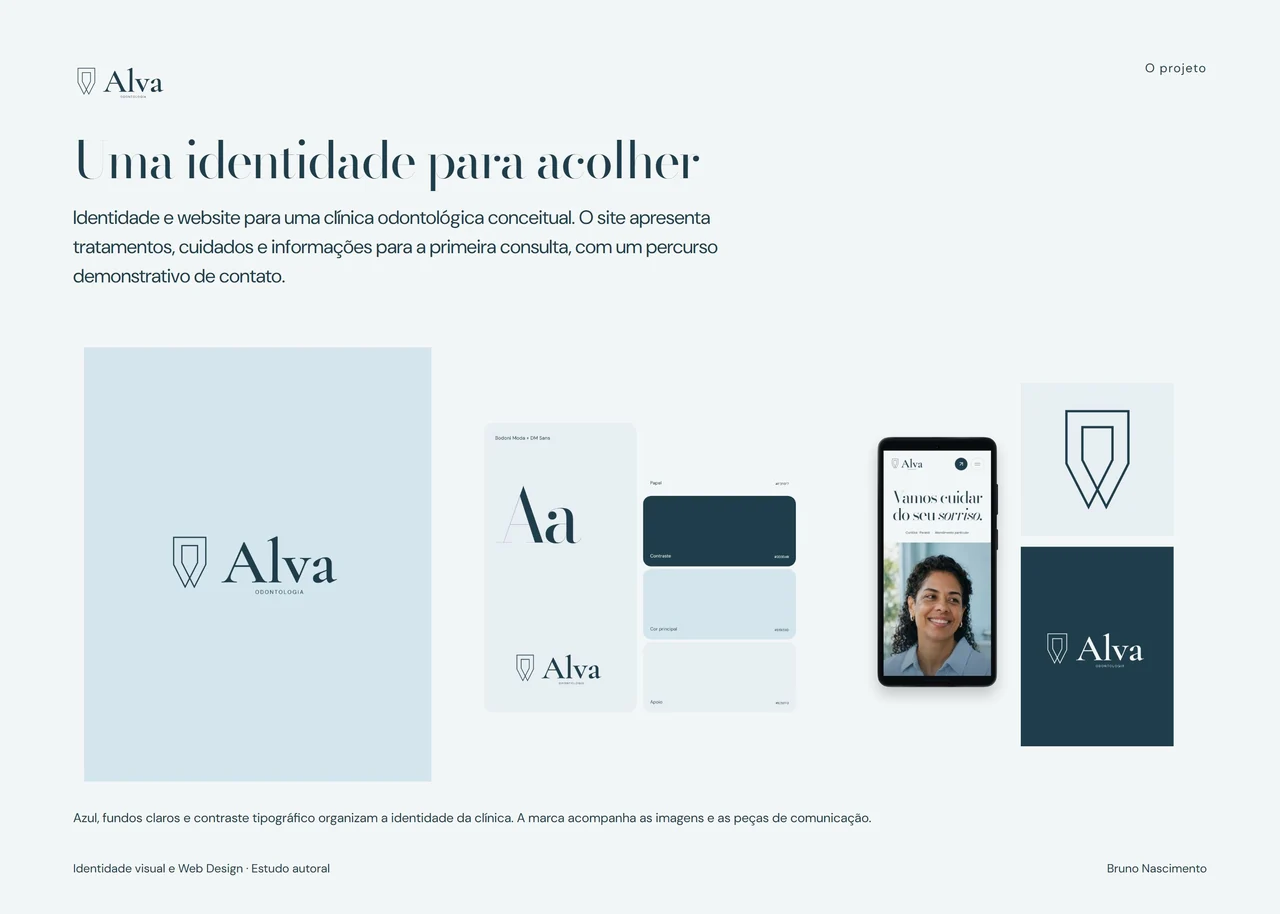 Alva
ODONTOLOGIA
O projeto
Uma identidade para acolher
Identidade e website para uma clínica odontológica conceitual. O site apresenta
tratamentos, cuidados e informações para a primeira consulta, com um percurso
demonstrativo de contato.
Alva
ODONTOLOGIA
Bodoni Moda + DM Sans
Aa
Alva
ODONTOLOGIA
Papel
Contraste
Cor principal
Apoio
Alva
Vamos cuidar
do seu sorriso.
Alva
ODONTOLOGIA
Azul, fundos claros e contraste tipográfico organizam a identidade da clínica. A marca acompanha as imagens e as peças de comunicação.
Identidade visual e Web Design · Estudo autoral
Bruno Nascimento